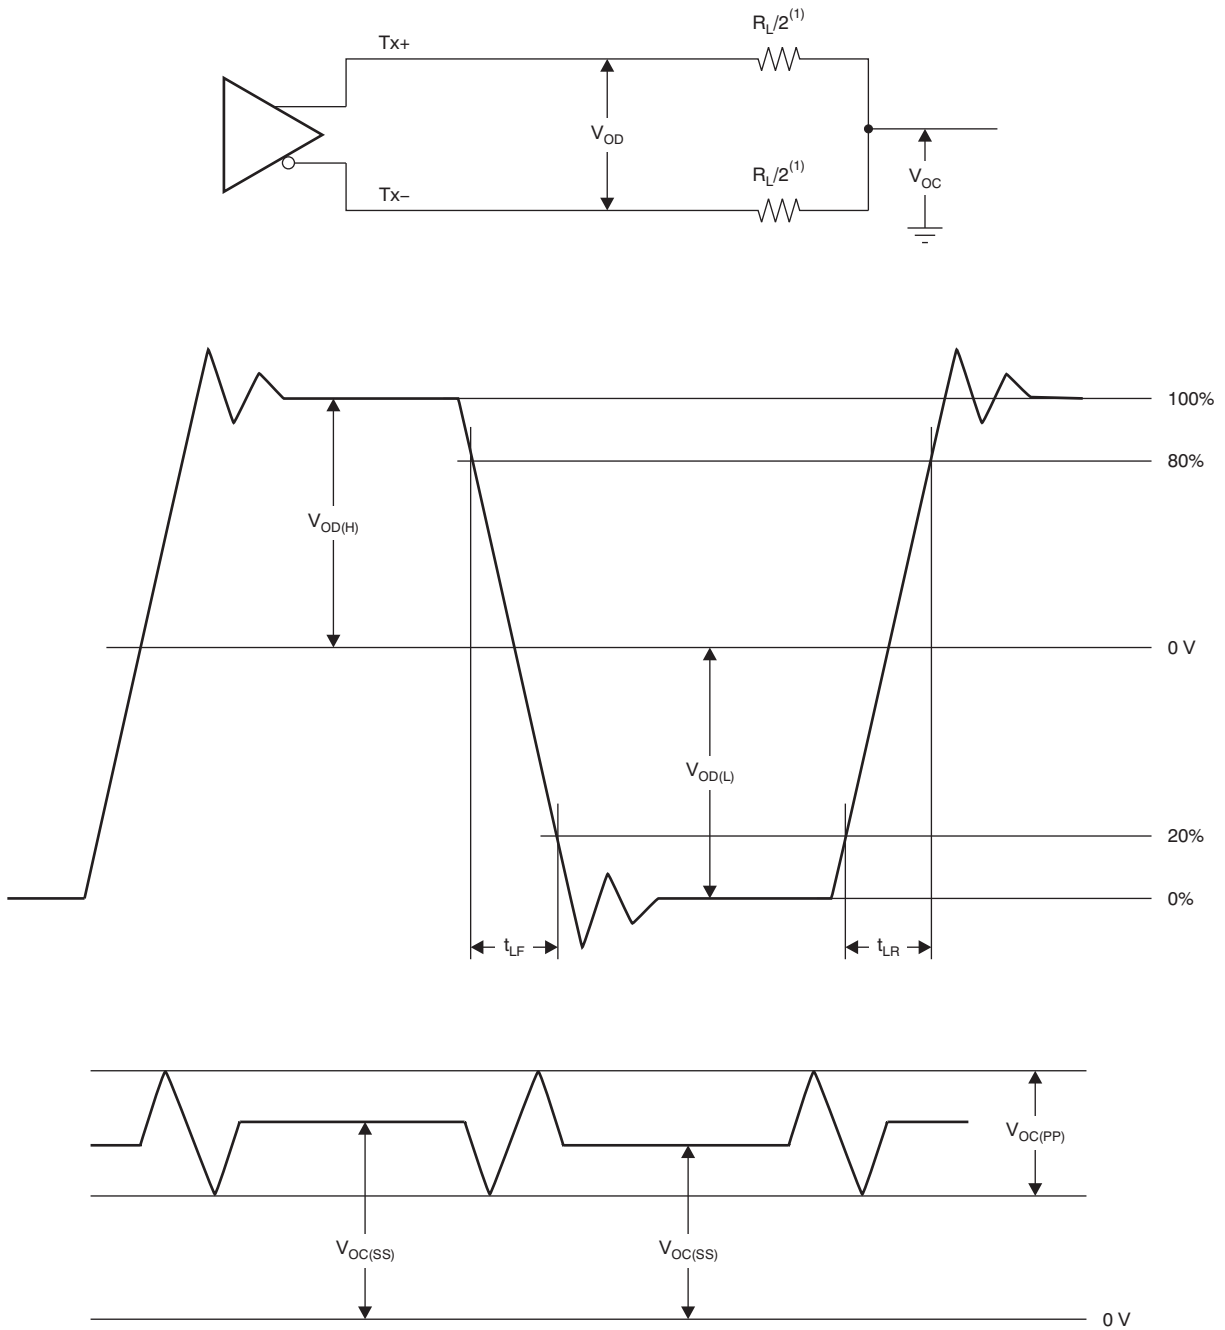 R_L/2^(1)
Tx+
V_OD
R_L/2^(1)
V_OC
Tx–
100%
80%
V_OD(H)
0 V
V_OD(L)
20%
0%
t_LF
t_LR
V_OC(PP)
V_OC(SS)
V_OC(SS)
0 V